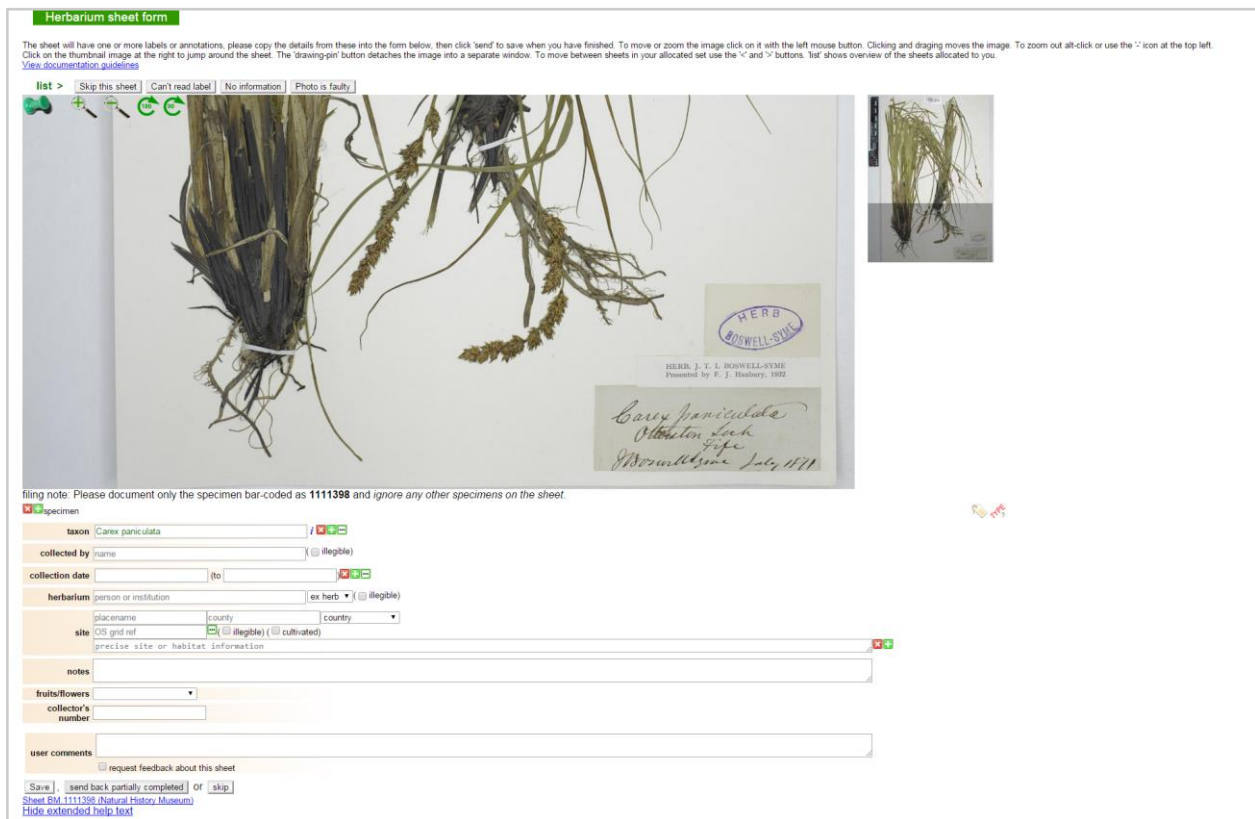 Herbarium sheet form
The sheet will have one or more labels or annotations, please copy the details from these into the form below, then click 'send' to save when you have finished. To move or zoom the image click on it with the left mouse button. Clicking and draging moves the image. To zoom out alt-click or use the '-' icon at the top left.
Click on the thumbnail image at the right to jump around the sheet. The 'drawing-pin' button detaches the image into a separate window. To move between sheets in your allocated set use the '<' and '>' buttons. 'list' shows overview of the sheets allocated to you.
View documentation guidelines
list > Skip this sheet Can't read label No information Photo is faulty
180 90
HERB
BOSWELL-SYME
HERB. J. T. I. BOSWELL-SYME
Presented by F. J. Hanbury, 1932
Carex paniculata
Otterston Loch
Fife
J Boswell Syme July 1871
filing note: Please document only the specimen bar-coded as 1111398 and ignore any other specimens on the sheet.
specimen
TYPE
taxon Carex paniculata i
collected by name ( illegible)
collection date (to )
herbarium person or institution ex herb ( illegible)
placename county country
site OS grid ref ( illegible) ( cultivated)
precise site or habitat information
notes
fruits/flowers
collector's
number
user comments
request feedback about this sheet
Save , send back partially completed or skip
Sheet BM.1111398 (Natural History Museum)
Hide extended help text